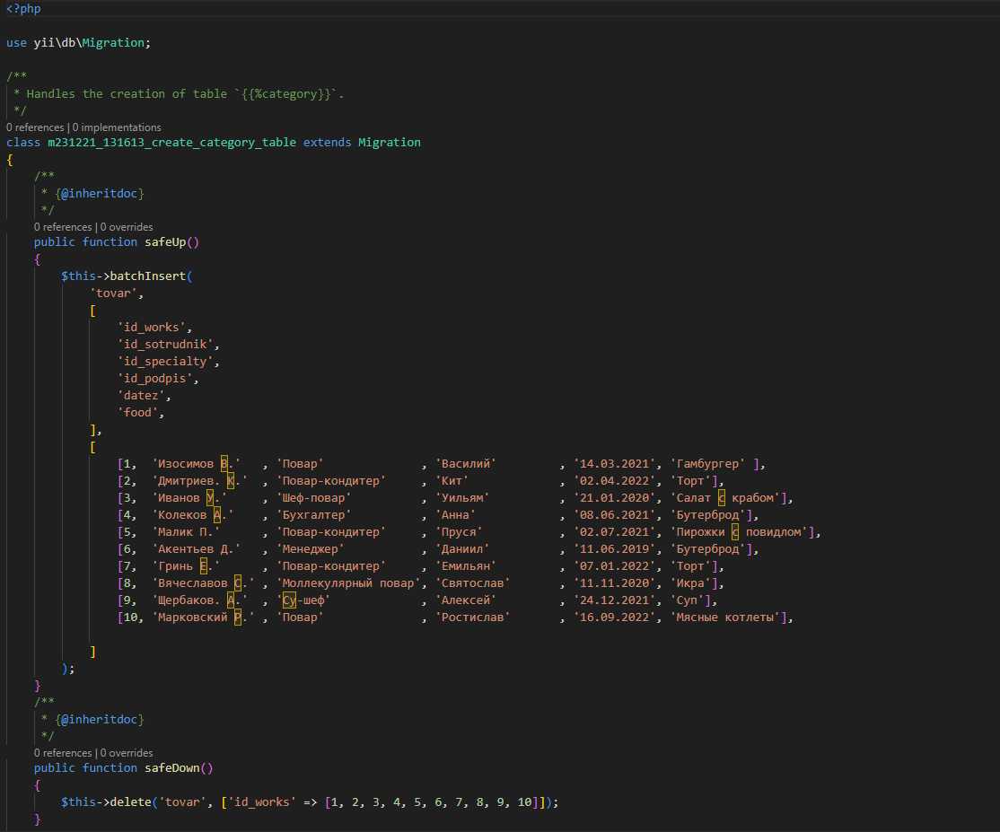 <?php
use yii\db\Migration;
/**
* Handles the creation of table `{{%category}}`.
*/
0 references | 0 implementations
class m231221_131613_create_category_table extends Migration
{
/**
* {@inheritdoc}
*/
0 references | 0 overrides
public function safeUp()
{
$this->batchInsert(
'tovar',
[
'id_works',
'id_sotrudnik',
'id_specialty',
'id_podpis',
'datez',
'food',
],
[
[1, 'Изосимов В.' , 'Повар' , 'Василий' , '14.03.2021', 'Гамбургер' ],
[2, 'Дмитриев. К.' , 'Повар-кондитер' , 'Кит' , '02.04.2022', 'Торт'],
[3, 'Иванов У.' , 'Шеф-повар' , 'Уильям' , '21.01.2020', 'Салат с крабом'],
[4, 'Колеков А.' , 'Бухгалтер' , 'Анна' , '08.06.2021', 'Бутерброд'],
[5, 'Малик П.' , 'Повар-кондитер' , 'Пруся' , '02.07.2021', 'Пирожки с повидлом'],
[6, 'Акентьев Д.' , 'Менеджер' , 'Даниил' , '11.06.2019', 'Бутерброд'],
[7, 'Гринь Е.' , 'Повар-кондитер' , 'Емильян' , '07.01.2022', 'Торт'],
[8, 'Вячеславов С.' , 'Моллекулярный повар', 'Святослав' , '11.11.2020', 'Икра'],
[9, 'Щербаков. А.' , 'Су-шеф' , 'Алексей' , '24.12.2021', 'Суп'],
[10, 'Марковский Р.' , 'Повар' , 'Ростислав' , '16.09.2022', 'Мясные котлеты'],
]
);
}
/**
* {@inheritdoc}
*/
0 references | 0 overrides
public function safeDown()
{
$this->delete('tovar', ['id_works' => [1, 2, 3, 4, 5, 6, 7, 8, 9, 10]]);
}